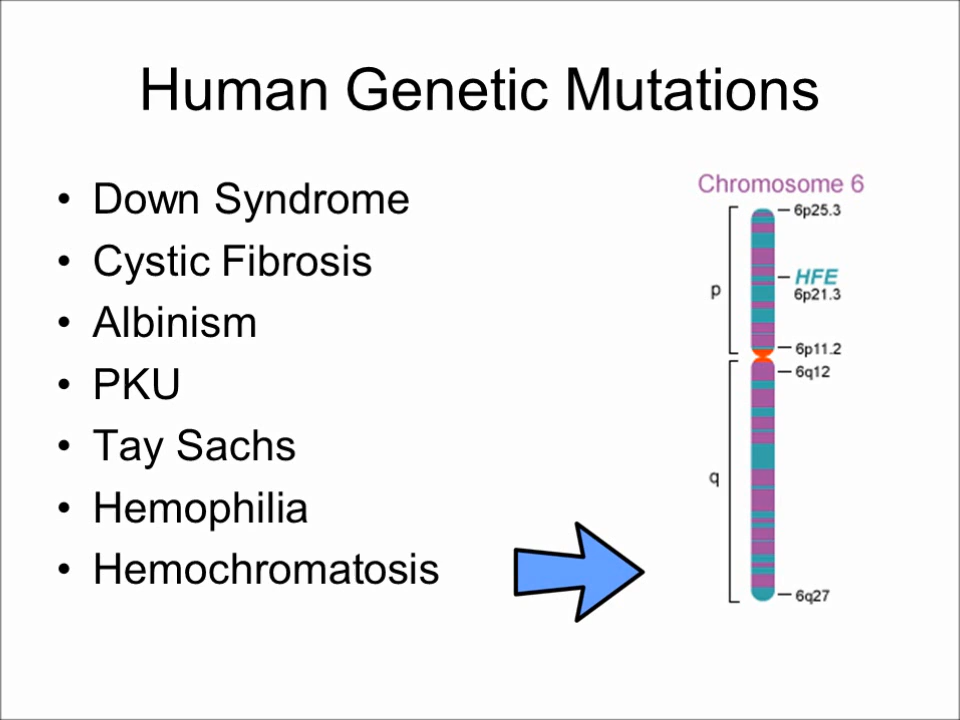 Human Genetic Mutations
• Down Syndrome
• Cystic Fibrosis
• Albinism
• PKU
• Tay Sachs
• Hemophilia
• Hemochromatosis
Chromosome 6
6p25.3
HFE
p
6p21.3
6p11.2
6q12
q
6q27